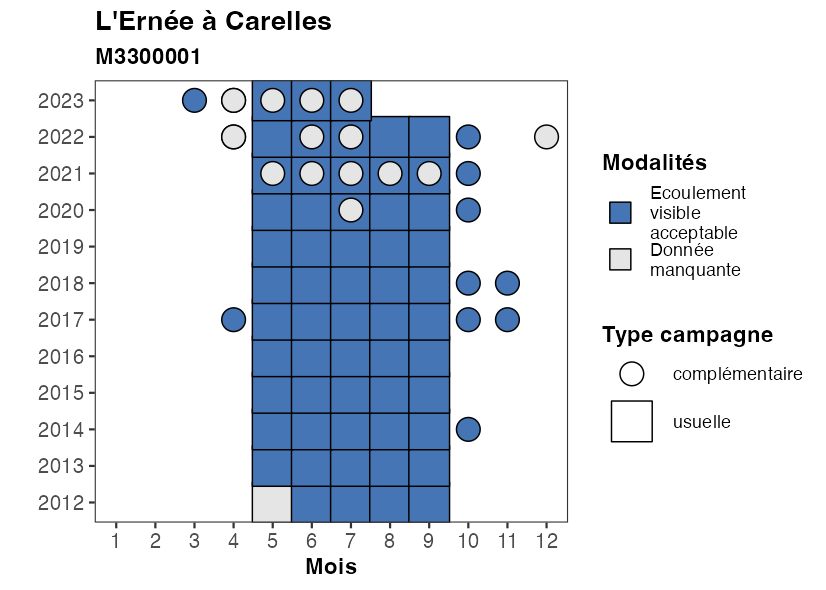 L'Ernée à Carelles
M3300001
2023
2022
2021
2020
2019
2018
2017
2016
2015
2014
2013
2012
1 2 3 4 5 6 7 8 9 10 11 12
Mois
Modalités
Ecoulement
visible
acceptable
Donnée
manquante
Type campagne
complémentaire
usuelle